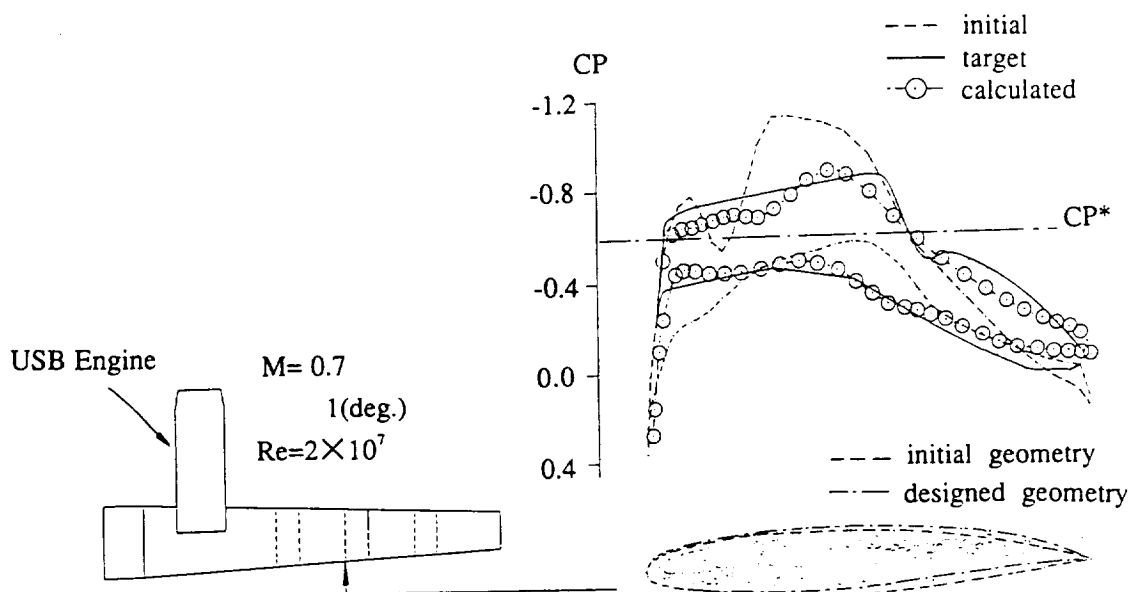 initial
target
calculated
CP
-1.2
-0.8
-0.4
0.0
0.4
CP*
USB Engine
M= 0.7
1(deg.)
Re=2×10⁷
initial geometry
designed geometry